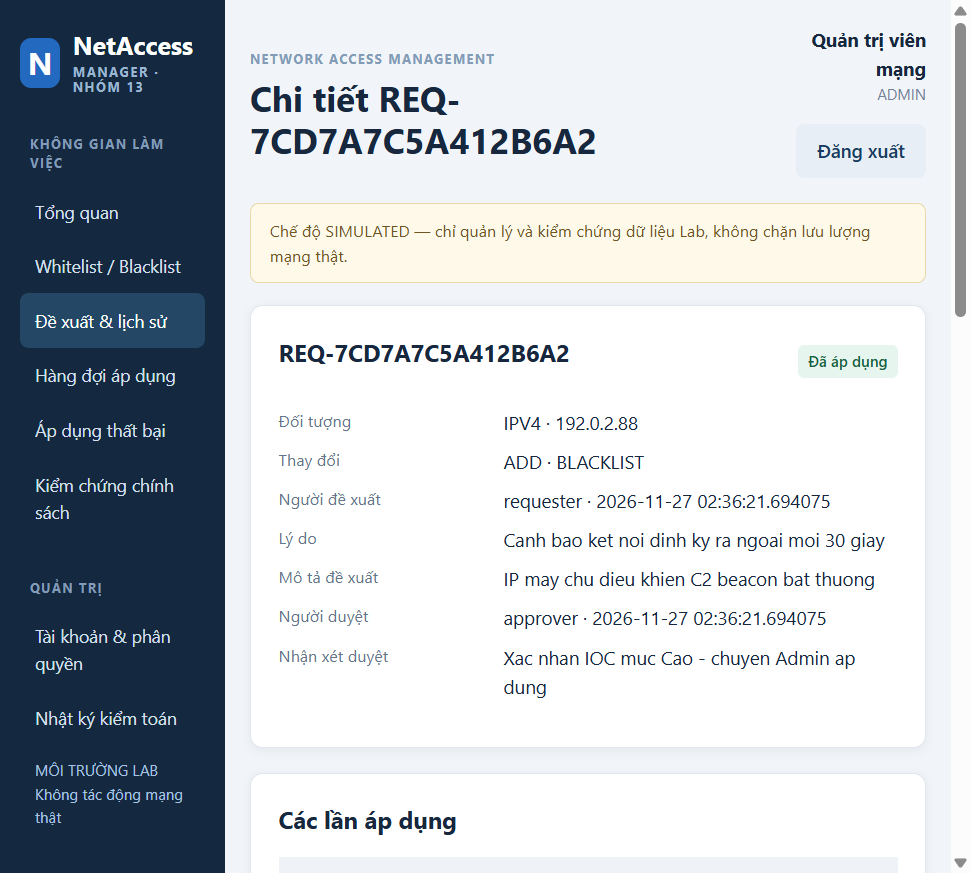 N
NetAccess
MANAGER ·
NHÓM 13
KHÔNG GIAN LÀM
VIỆC
Tổng quan
Whitelist / Blacklist
Đề xuất & lịch sử
Hàng đợi áp dụng
Áp dụng thất bại
Kiểm chứng chính
sách
QUẢN TRỊ
Tài khoản & phân
quyền
Nhật ký kiểm toán
MÔI TRƯỜNG LAB
Không tác động mạng
thật
NETWORK ACCESS MANAGEMENT
Chi tiết REQ-
7CD7A7C5A412B6A2
Quản trị viên
mạng
ADMIN
Đăng xuất
Chế độ SIMULATED — chỉ quản lý và kiểm chứng dữ liệu Lab, không chặn lưu lượng
mạng thật.
REQ-7CD7A7C5A412B6A2
Đã áp dụng
Đối tượng IPV4 · 192.0.2.88
Thay đổi ADD · BLACKLIST
Người đề xuất requester · 2026-11-27 02:36:21.694075
Lý do Canh bao ket noi dinh ky ra ngoai moi 30 giay
Mô tả đề xuất IP may chu dieu khien C2 beacon bat thuong
Người duyệt approver · 2026-11-27 02:36:21.694075
Nhận xét duyệt Xac nhan IOC muc Cao - chuyen Admin ap
dung
Các lần áp dụng